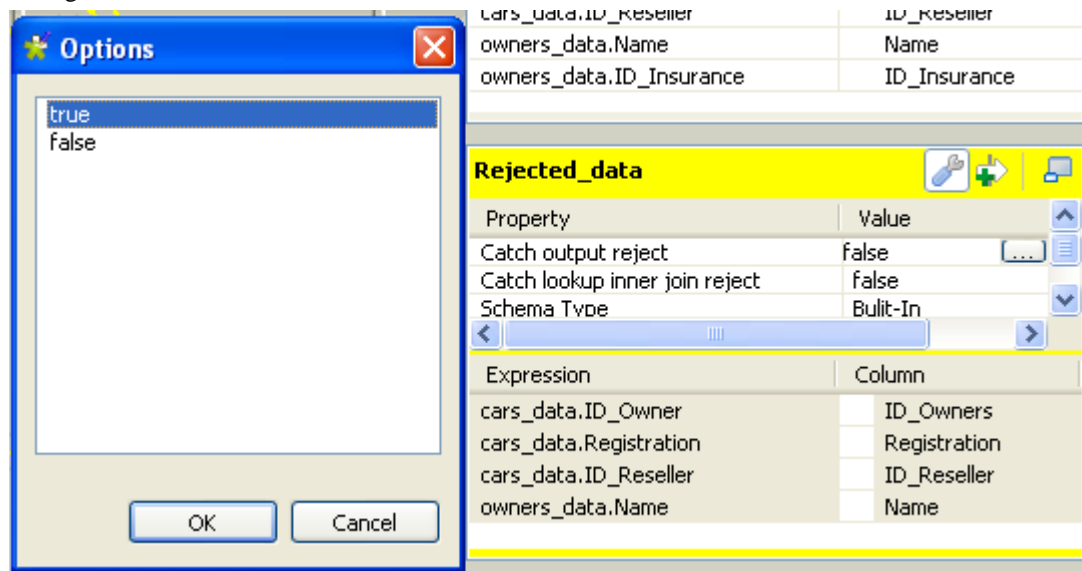 Options
true
false
OK
Cancel
cars_data.ID_Reseller ID_Reseller
owners_data.Name Name
owners_data.ID_Insurance ID_Insurance
Rejected_data
Property Value
Catch output reject false ...
Catch lookup inner join reject false
Schema Type Bulit-In
Expression Column
cars_data.ID_Owner ID_Owners
cars_data.Registration Registration
cars_data.ID_Reseller ID_Reseller
owners_data.Name Name